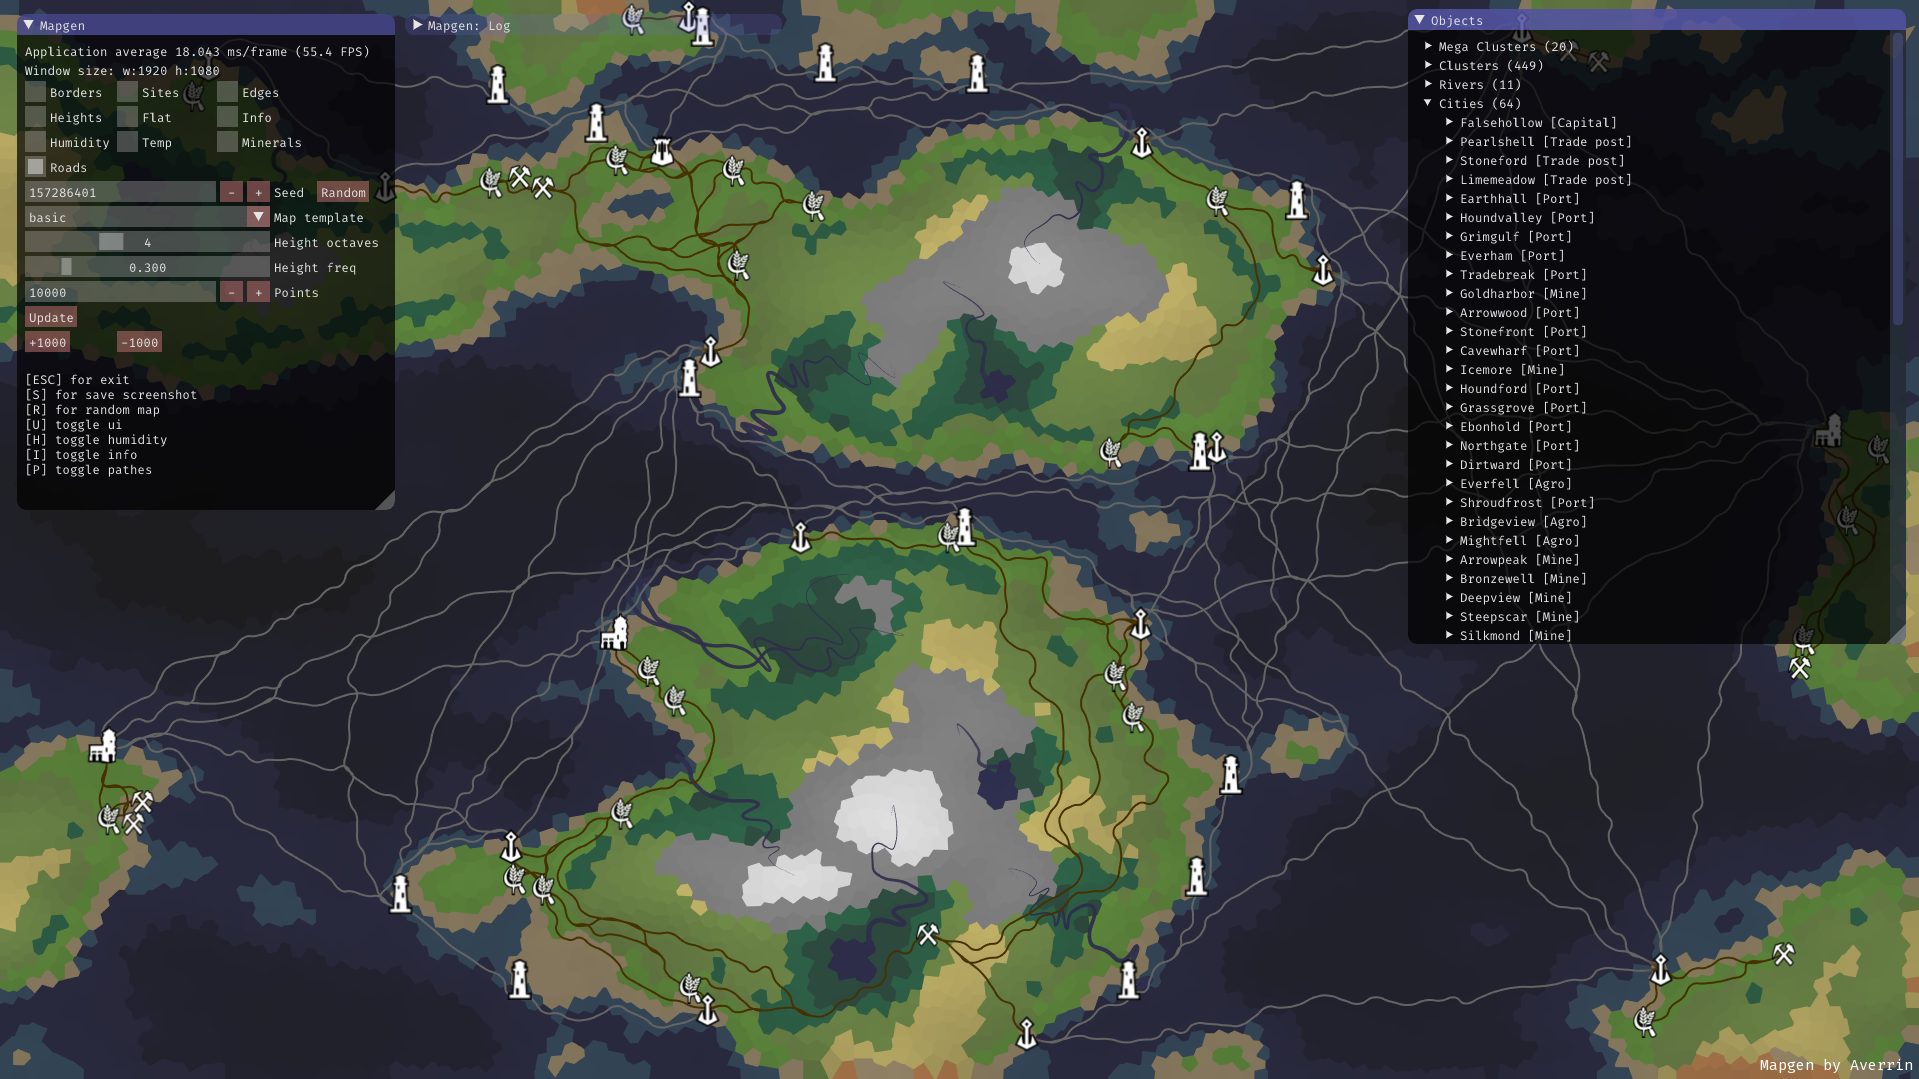 Mapgen
Application average 18.043 ms/frame (55.4 FPS)
Window size: w:1920 h:1080
Borders Sites Edges
Heights Flat Info
Humidity Temp Minerals
Roads
157286401 - + Seed Random
basic Map template
4 Height octaves
0.300 Height freq
10000 - + Points
Update
+1000 -1000
[ESC] for exit
[S] for save screenshot
[R] for random map
[U] toggle ui
[H] toggle humidity
[I] toggle info
[P] toggle pathes
Mapgen: Log
Objects
Mega Clusters (20)
Clusters (449)
Rivers (11)
Cities (64)
Falsehollow [Capital]
Pearlshell [Trade post]
Stoneford [Trade post]
Limemeadow [Trade post]
Earthhall [Port]
Houndvalley [Port]
Grimgulf [Port]
Everham [Port]
Tradebreak [Port]
Goldharbor [Mine]
Arrowwood [Port]
Stonefront [Port]
Cavewharf [Port]
Icemore [Mine]
Houndford [Port]
Grassgrove [Port]
Ebonhold [Port]
Northgate [Port]
Dirtward [Port]
Everfell [Agro]
Shroudfrost [Port]
Bridgeview [Agro]
Mightfell [Agro]
Arrowpeak [Mine]
Bronzewell [Mine]
Deepview [Mine]
Steepscar [Mine]
Silkmond [Mine]
Mapgen by Averrin